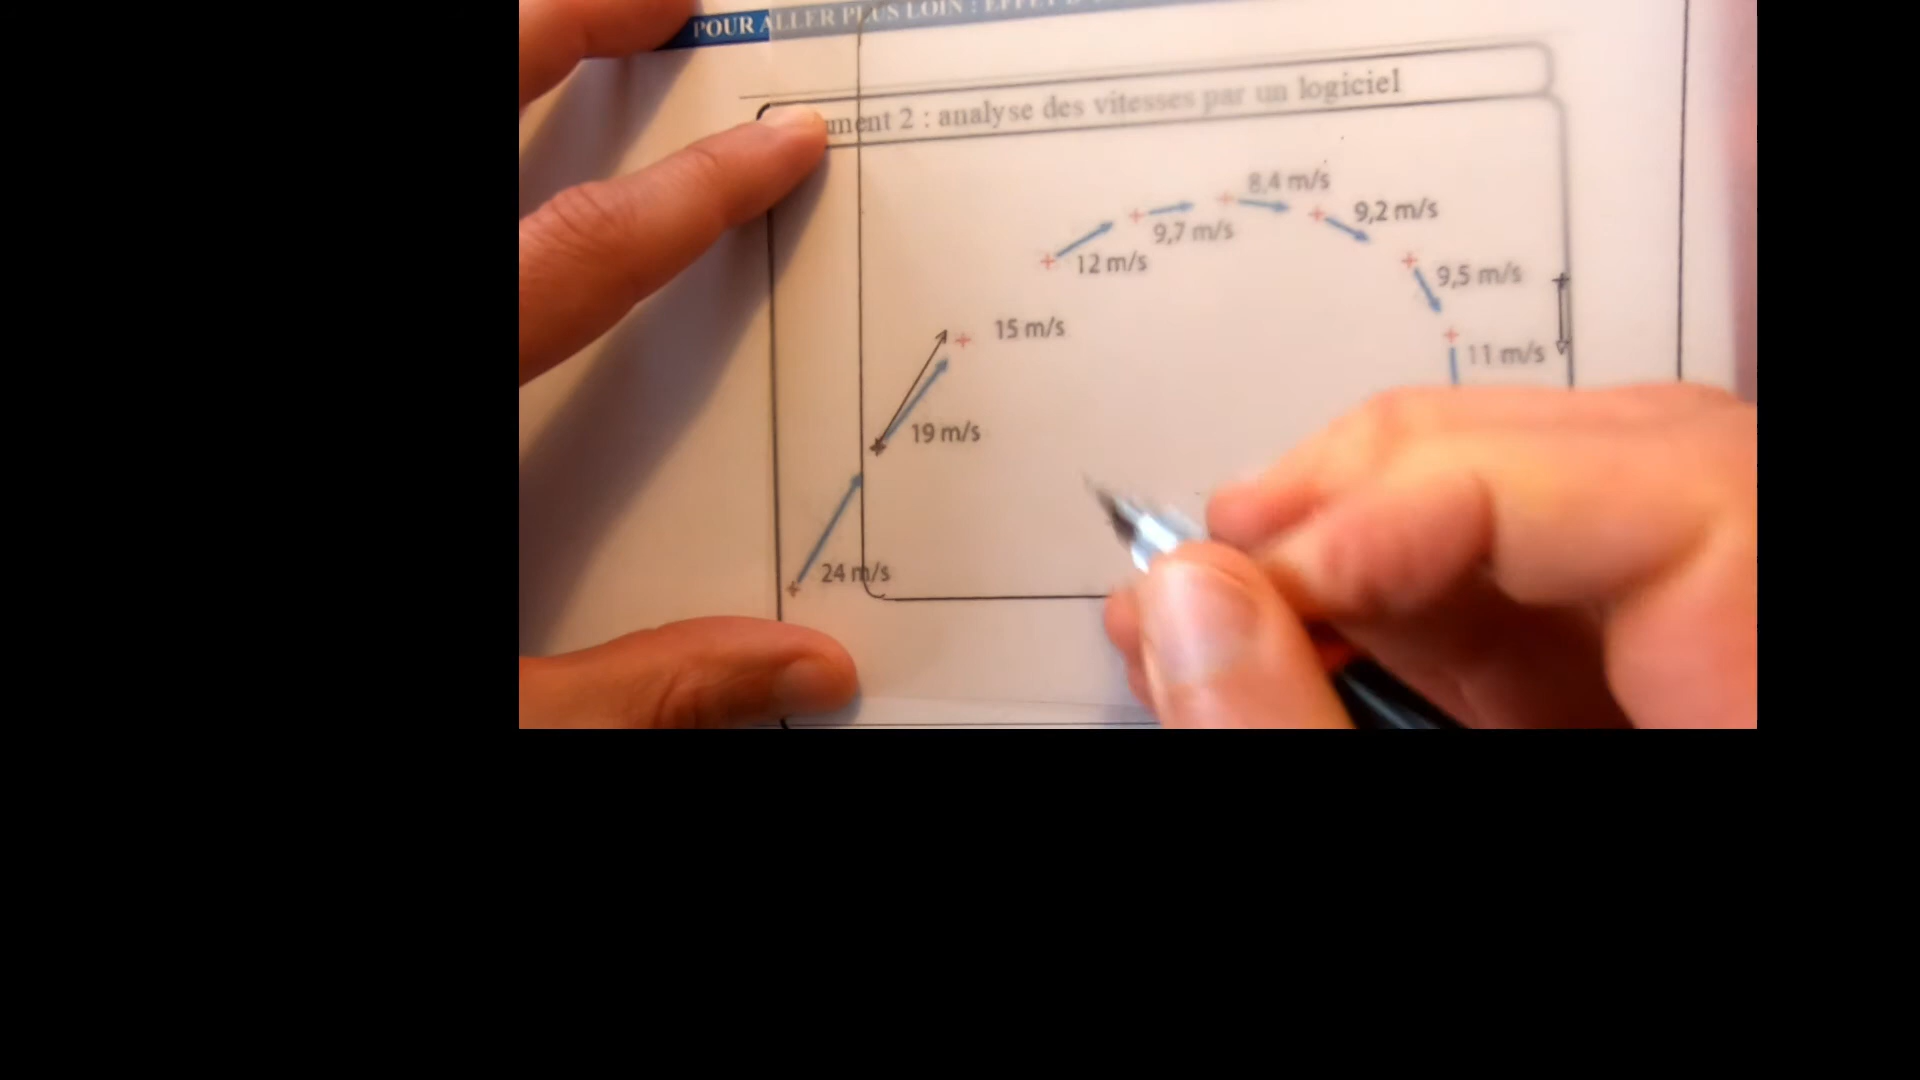 POUR ALLER PLUS LOIN : EFFET
ument 2 : analyse des vitesses par un logiciel
8,4 m/s
9,2 m/s
9,7 m/s
12 m/s
9,5 m/s
15 m/s
11 m/s
19 m/s
24 m/s